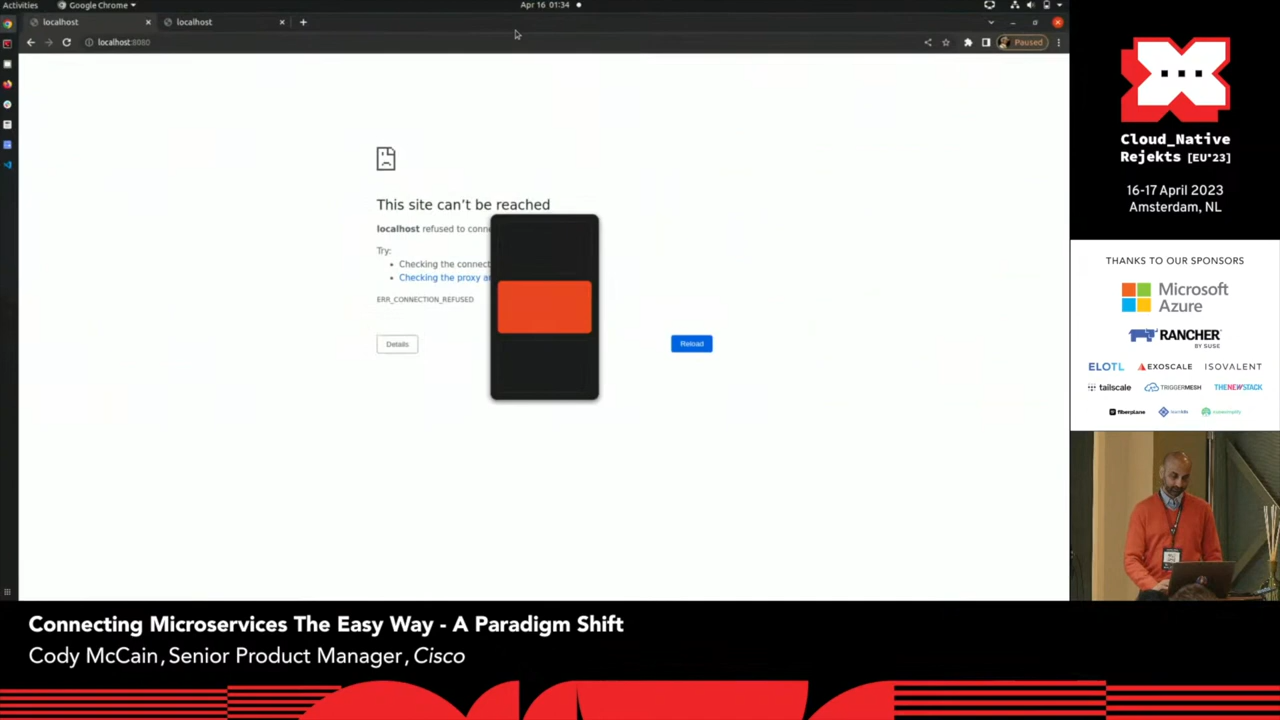 Activities
Google Chrome
Apr 16 01:34
localhost
localhost
localhost:8080
Paused
This site can't be reached
localhost refused to conn
Try:
Checking the connect
Checking the proxy a
ERR_CONNECTION_REFUSED
Details
Reload
Cloud_Native
Rejekts [EU*23]
16-17 April 2023
Amsterdam, NL
THANKS TO OUR SPONSORS
Microsoft
Azure
RANCHER
BY SUSE
ELOTL
EXOSCALE
ISOVALENT
tailscale
TRIGGERMESH
THENEWSTACK
fiberplane
Connecting Microservices The Easy Way - A Paradigm Shift
Cody McCain, Senior Product Manager, Cisco